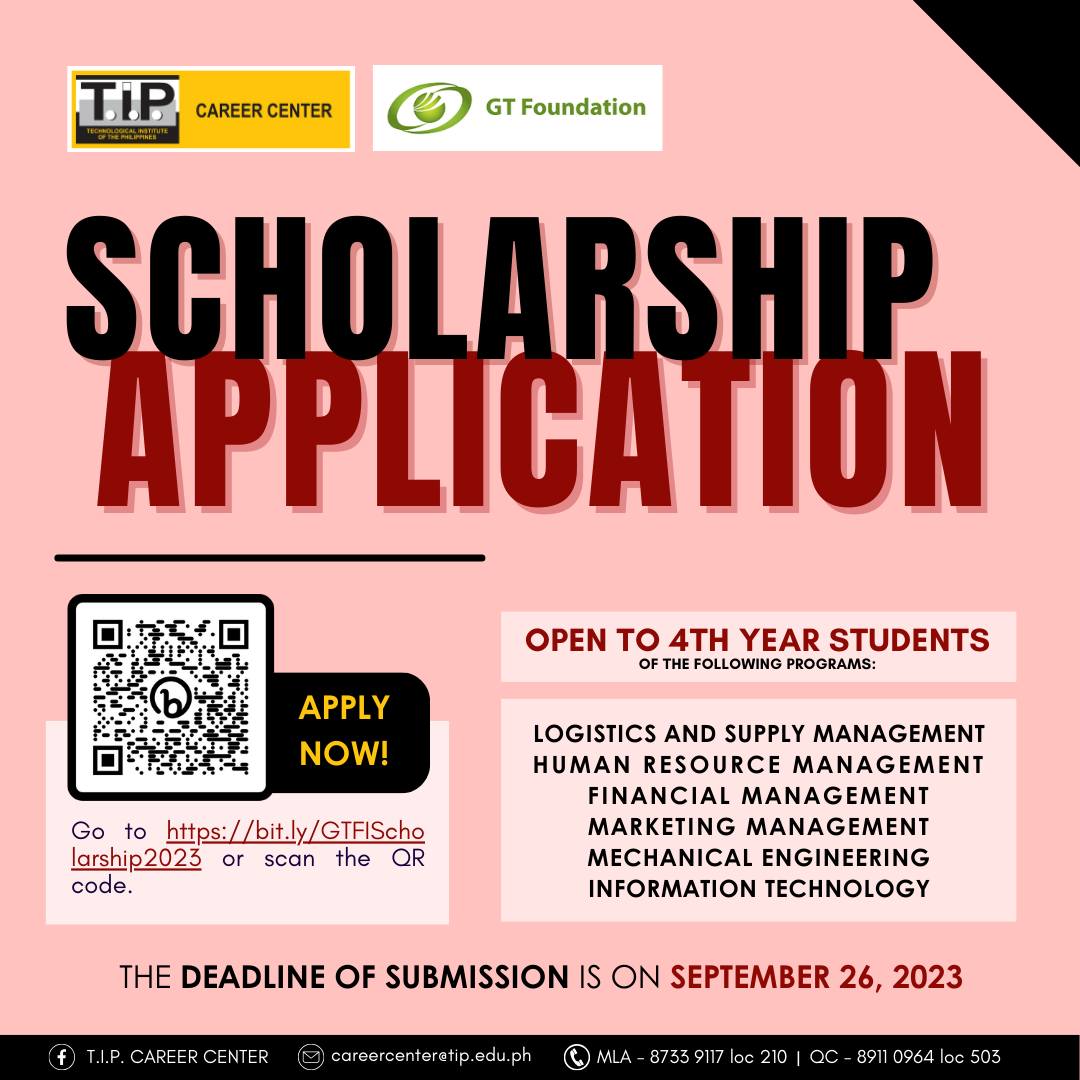 T.I.P
TECHNOLOGICAL INSTITUTE
OF THE PHILIPPINES
CAREER CENTER
GT Foundation
SCHOLARSHIP
APPLICATION
APPLY
NOW!
Go to https://bit.ly/GTFIScho
larship2023 or scan the QR
code.
OPEN TO 4TH YEAR STUDENTS
OF THE FOLLOWING PROGRAMS:
LOGISTICS AND SUPPLY MANAGEMENT
HUMAN RESOURCE MANAGEMENT
FINANCIAL MANAGEMENT
MARKETING MANAGEMENT
MECHANICAL ENGINEERING
INFORMATION TECHNOLOGY
THE DEADLINE OF SUBMISSION IS ON SEPTEMBER 26, 2023
T.I.P. CAREER CENTER careercenter@tip.edu.ph MLA - 8733 9117 loc 210 | QC - 8911 0964 loc 503